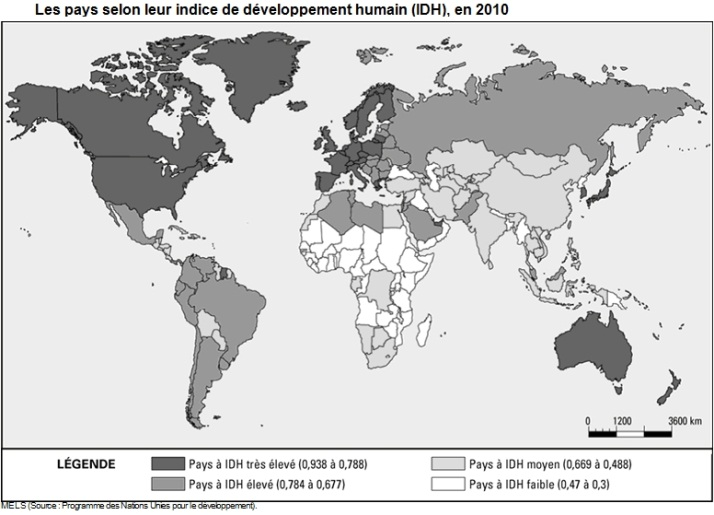 Les pays selon leur indice de développement humain (IDH), en 2010
0 1200 3600 km
LÉGENDE
Pays à IDH très élevé (0,938 à 0,788)
Pays à IDH moyen (0,669 à 0,488)
Pays à IDH élevé (0,784 à 0,677)
Pays à IDH faible (0,47 à 0,3)
MELS (Source : Programme des Nations Unies pour le développement).